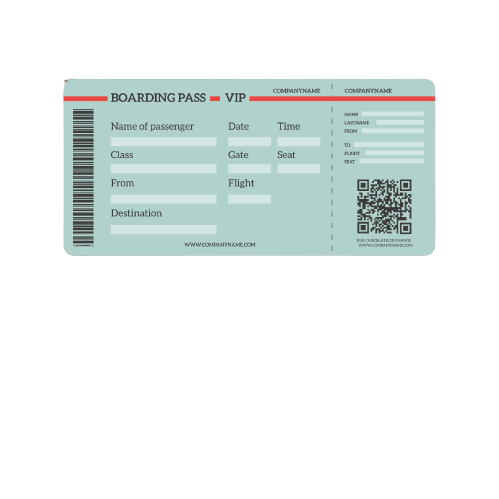 BOARDING PASS VIP COMPANYNAME
Name of passenger Date Time
Class Gate Seat
From Flight
Destination
WWW.COMPANYNAME.COM
COMPANYNAME
NAME
LASTNAME
FROM
TO
FLIGHT
SEAT
FOR CANCELATE OR CHANGE
WWW.COMPANYNAME.COM